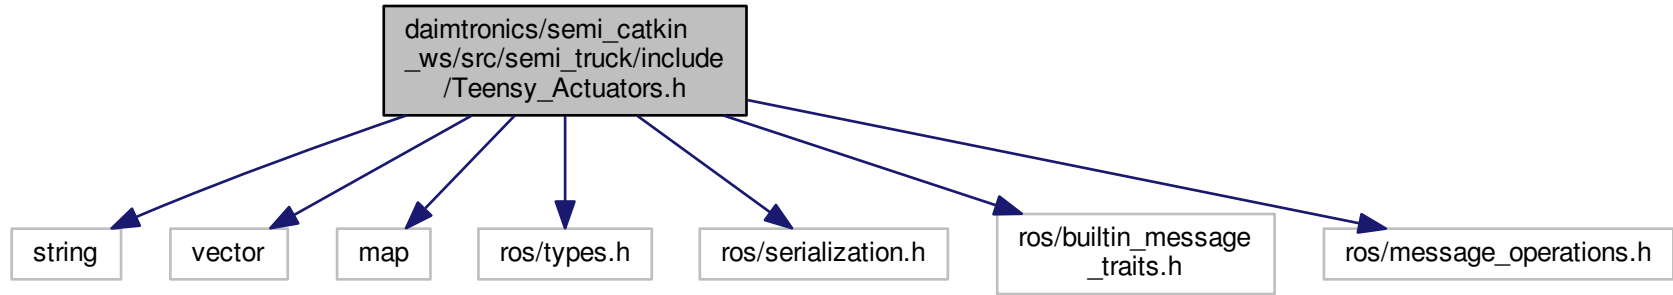 daimtronics/semi_catkin
_ws/src/semi_truck/include
/Teensy_Actuators.h
string
vector
map
ros/types.h
ros/serialization.h
ros/builtin_message
_traits.h
ros/message_operations.h